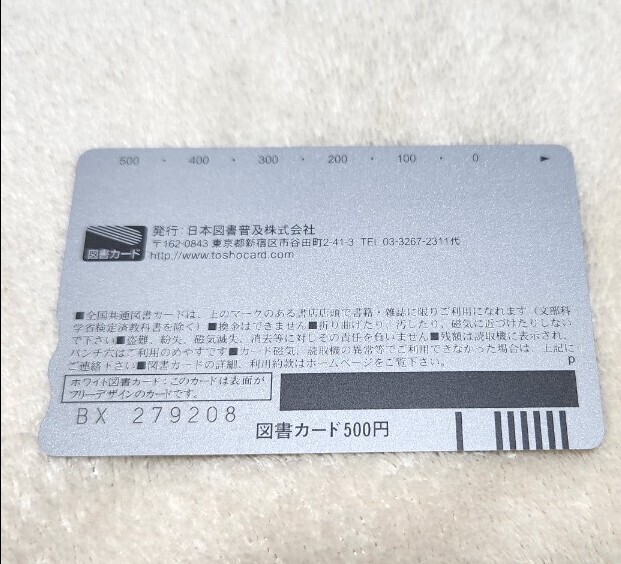 500 ・ 400 ・ 300 ・ 200 ・ 100 ・ 0 ►
図書カード
発行:日本図書普及株式会社
〒162-0843 東京都新宿区市谷田町2-41-3 TEL 03-3267-2311代
http://www.toshocard.com
■全国共通図書カードは、上のマークのある書店店頭で書籍・雑誌に限りご利用になれます（文部科
学省検定済教科書を除く）■換金はできません■折り曲げたり、汚したり、磁気に近づけたりしない
で下さい■盗難、紛失、磁気滅失、消去等に対しその責任を負いません■残額は読取機に表示され、
パンチ穴はご利用のめやすです■カード磁気、読取機の異常等でご利用できなかった場合は、上記に
ご連絡下さい■図書カードの詳細、利用約款はホームページをご覧下さい。
P
ホワイト図書カード：このカードは表面が
フリーデザインのカードです。
BX 279208
図書カード500円